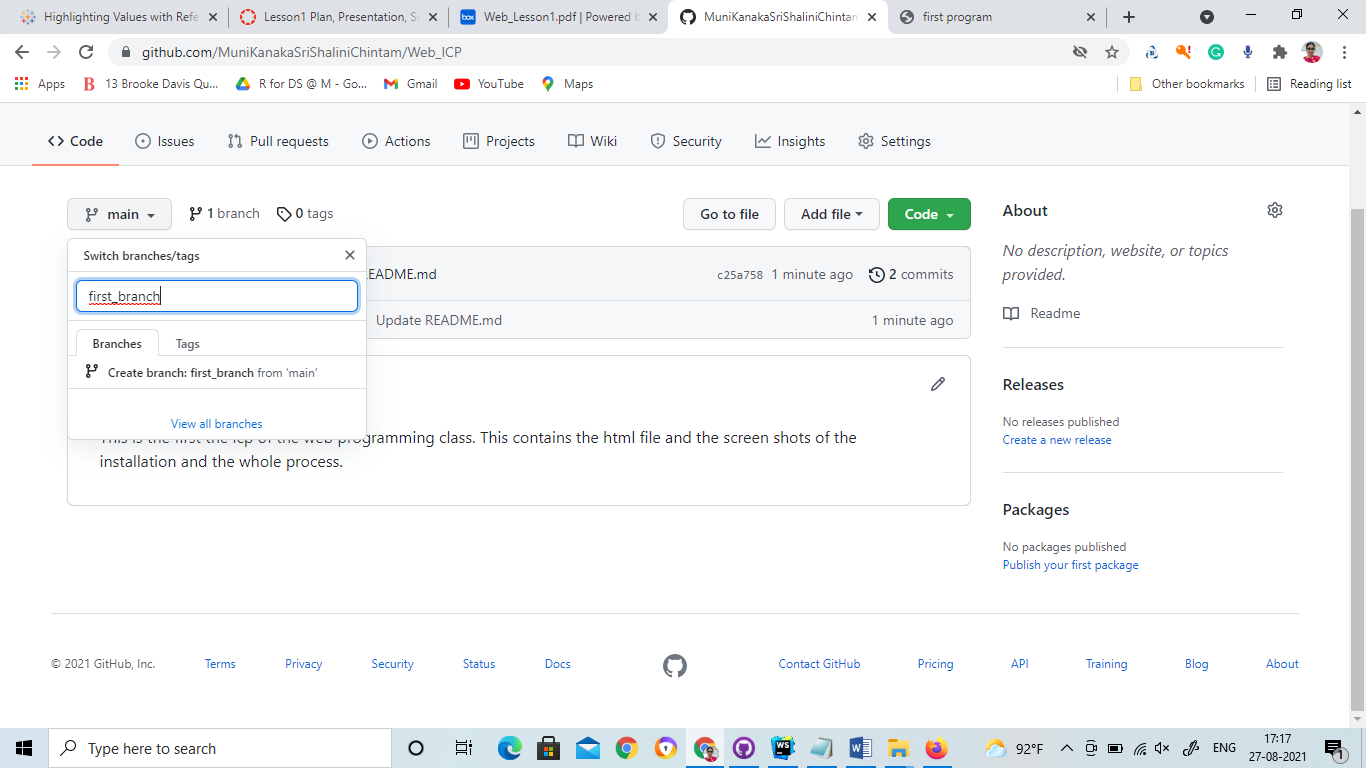 Highlighting Values with Refe
Lesson1 Plan, Presentation, S
box Web_Lesson1.pdf | Powered b
MuniKanakaSriShaliniChintam
first program
github.com/MuniKanakaSriShaliniChintam/Web_ICP
Apps
B 13 Brooke Davis Qu...
R for DS @ M - Go...
Gmail
YouTube
Maps
Other bookmarks
Reading list
<> Code
Issues
Pull requests
Actions
Projects
Wiki
Security
Insights
Settings
main
1 branch
0 tags
Go to file
Add file
Code
Switch branches/tags
first_branch
Branches
Tags
Create branch: first_branch from 'main'
View all branches
EADME.md
c25a758 1 minute ago
2 commits
Update README.md
1 minute ago
This is the first the icp of the web programming class. This contains the html file and the screen shots of the
installation and the whole process.
About
No description, website, or topics
provided.
Readme
Releases
No releases published
Create a new release
Packages
No packages published
Publish your first package
© 2021 GitHub, Inc.
Terms
Privacy
Security
Status
Docs
Contact GitHub
Pricing
API
Training
Blog
About
Type here to search
WS
W
92°F
ENG
17:17
27-08-2021
1